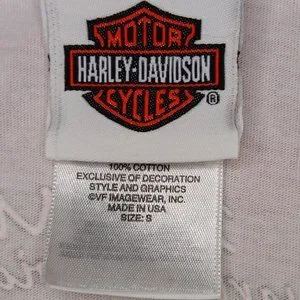 MOTOR
HARLEY-DAVIDSON
CYCLES
®
100% COTTON
EXCLUSIVE OF DECORATION
STYLE AND GRAPHICS
©VF IMAGEWEAR, INC.
MADE IN USA
SIZE: S